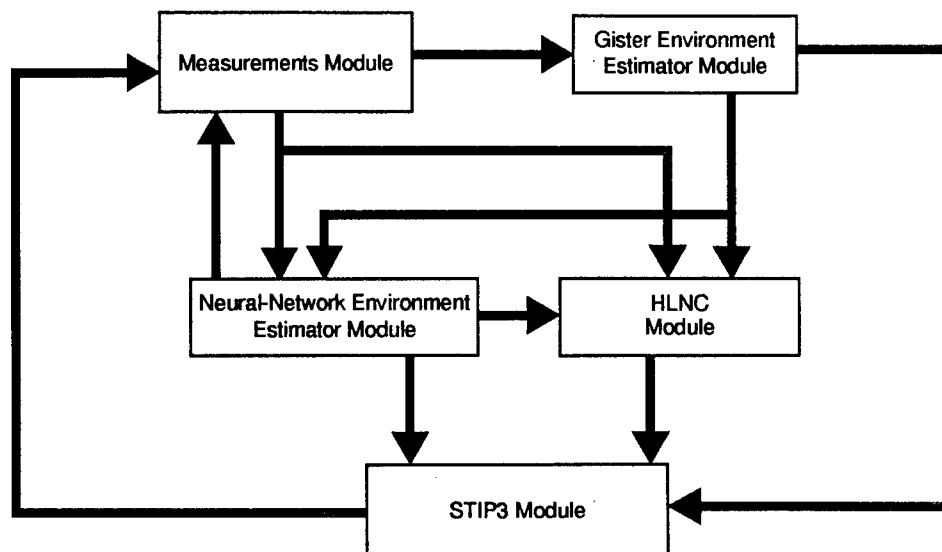 Measurements Module
Gister Environment
Estimator Module
Neural-Network Environment
Estimator Module
HLNC
Module
STIP3 Module